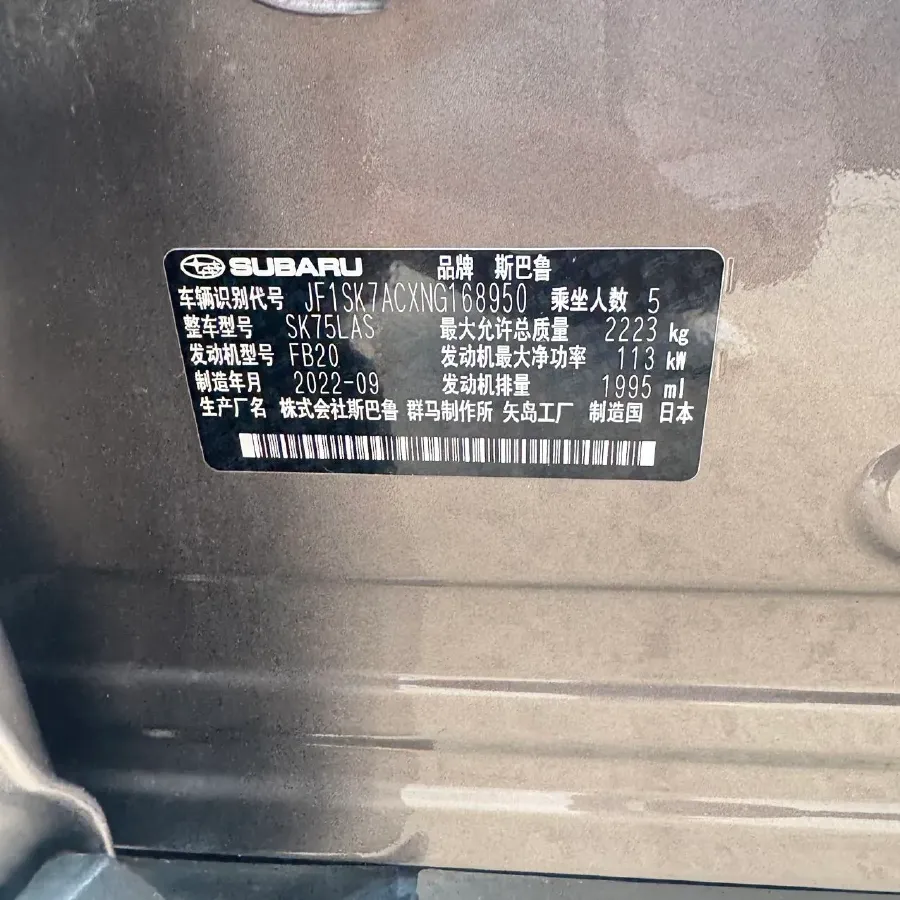 SUBARU 品牌 斯巴鲁
车辆识别代号 JF1SK7ACXNG168950 乘坐人数 5
整车型号 SK75LAS 最大允许总质量 2223 kg
发动机型号 FB20 发动机最大净功率 113 kW
制造年月 2022-09 发动机排量 1995 ml
生产厂名 株式会社斯巴鲁 群马制作所 矢岛工厂 制造国 日本